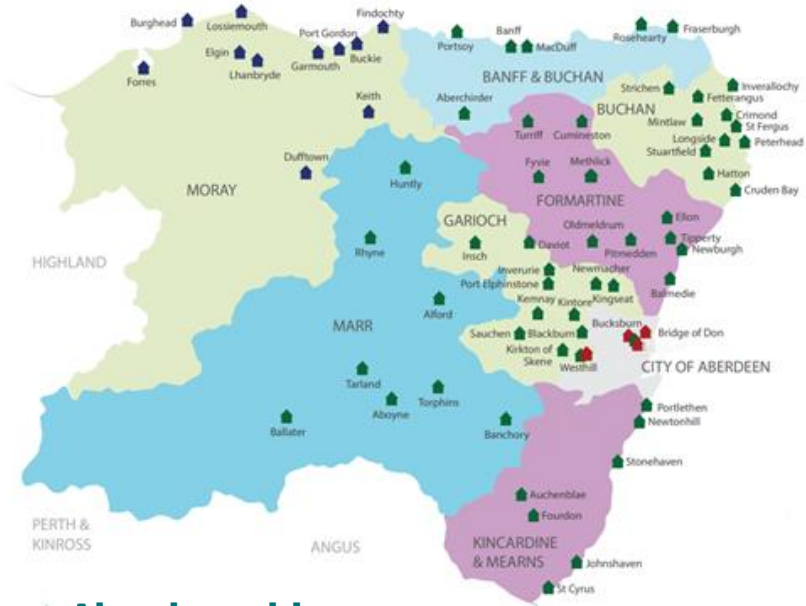 Findochty
Lossiemouth
Burghead
Port Gordon
Banff
Rosehearty
Fraserburgh
Portsoy
MacDuff
Elgin
Buckie
Lhanbryde
Garmouth
Forres
BANFF & BUCHAN
Keith
Aberchirder
Strichen
Inverallochy
Fetterangus
BUCHAN
Crimond
Mintlaw
St Fergus
Turriff
Cumineston
Longside
Peterhead
Stuartfield
Dufftown
Fyvie
Methlick
Hatton
Huntly
MORAY
Cruden Bay
FORMARTINE
GARIOCH
Ellon
Oldmeldrum
Tipperty
Rhyne
Insch
Daviot
Pitmedden
Newburgh
HIGHLAND
Inverurie
Newmacher
Port Elphinstone
Balmedie
Kemnay
Kintore
Kingseat
Alford
MARR
Bucksburn
Sauchen
Blackburn
Bridge of Don
Kirkton of
Skene
Westhill
CITY OF ABERDEEN
Tarland
Aboyne
Torphins
Portlethen
Newtonhill
Ballater
Banchory
Stonehaven
Auchenblae
PERTH &
KINROSS
Fourdon
ANGUS
KINCARDINE
& MEARNS
Johnshaven
St Cyrus